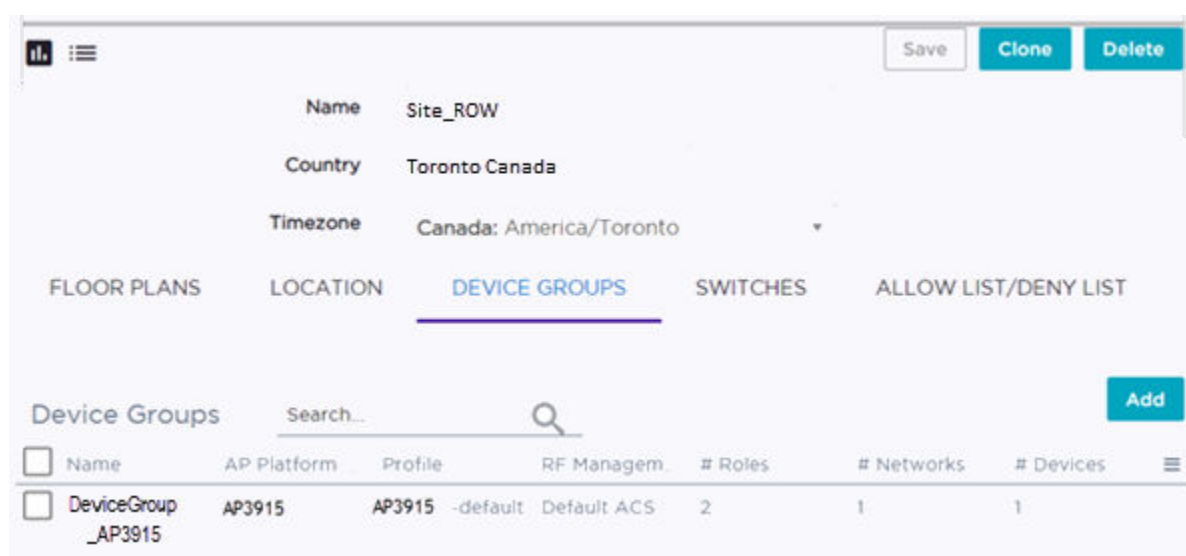 Save Clone Delete
Name Site_ROW
Country Toronto Canada
Timezone Canada: America/Toronto
FLOOR PLANS LOCATION DEVICE GROUPS SWITCHES ALLOW LIST/DENY LIST
Add
Device Groups Search...
Name AP Platform Profile RF Managem... # Roles # Networks # Devices
DeviceGroup AP3915 AP3915 -default Default ACS 2 1 1
_AP3915